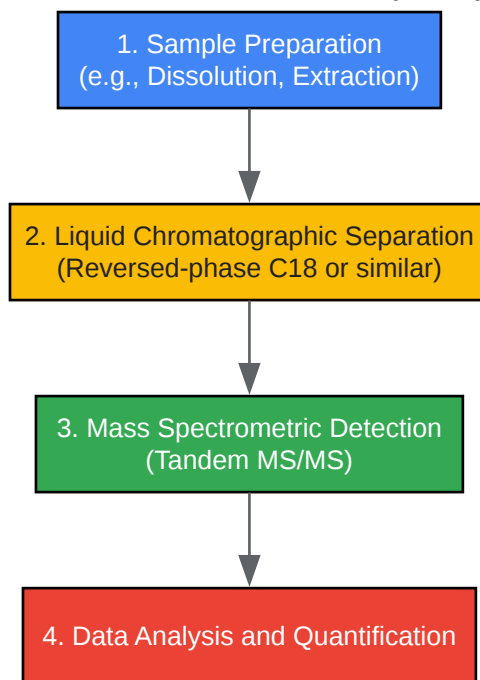 1. Sample Preparation
(e.g., Dissolution, Extraction)
2. Liquid Chromatographic Separation
(Reversed-phase C18 or similar)
3. Mass Spectrometric Detection
(Tandem MS/MS)
4. Data Analysis and Quantification